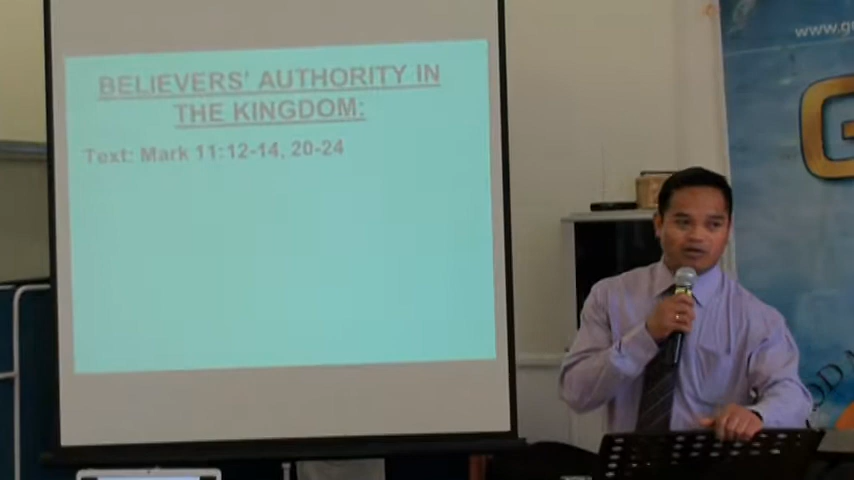 BELIEVERS' AUTHORITY IN
THE KINGDOM:
Text: Mark 11:12-14, 20-24
www.g
G